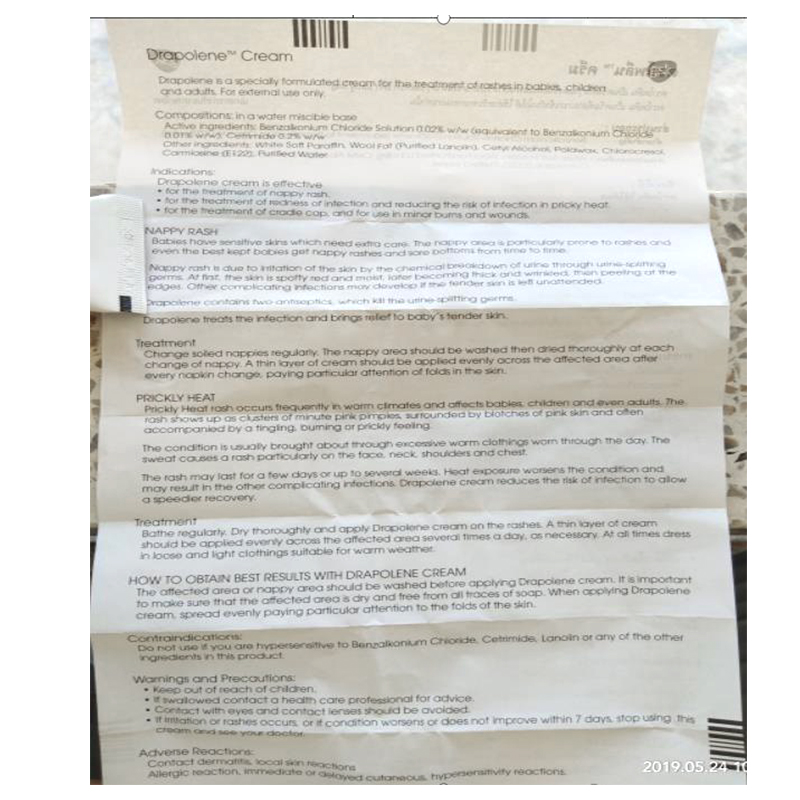 Drapolene™ Cream
Drapolene is a specially formulated cream for the treatment of rashes in babies, children
and adults. For external use only.
Compositions: in a water miscible base
Active ingredients: Benzalkonium Chloride Solution 0.02% w/w (equivalent to Benzalkonium Chloride
0.01% w/w). Cetrimide 0.2% w/w
Other ingredients: White Soft Paraffin, Wool Fat (Purified Lanolin), Cetyl Alcohol, Polawax, Chlorocresol,
Carmosine (E122), Purified Water
Indications:
Drapolene cream is effective
• for the treatment of nappy rash.
• for the treatment of redness of infection and reducing the risk of infection in pricky heat.
• for the treatment of cradle cap, and for use in minor burns and wounds.
NAPPY RASH
Babies have sensitive skins which need extra care. The nappy area is particularly prone to rashes and
even the best kept babies get nappy rashes and sore bottoms from time to time.
Nappy rash is due to irritation of the skin by the chemical breakdown of urine through urine-splitting
germs. At first, the skin is spotty red and moist, later becoming thick and wrinkled, then peeling at the
edges. Other complicating infections may develop if the tender skin is left unattended.
Drapolene contains two antiseptics, which kill the urine-splitting germs.
Drapolene treats the infection and brings relief to baby's tender skin.
Treatment
Change soiled nappies regularly. The nappy area should be washed then dried thoroughly at each
change of nappy. A thin layer of cream should be applied evenly across the affected area after
every napkin change, paying particular attention of folds in the skin.
PRICKLY HEAT
Prickly Heat rash occurs frequently in warm climates and affects babies, children and even adults. The
rash shows up as clusters of minute pink pimples, surrounded by blotches of pink skin and often
accompanied by a tingling, burning or prickly feeling.
The condition is usually brought about through excessive warm clothings worn through the day. The
sweat causes a rash particularly on the face, neck, shoulders and chest.
The rash may last for a few days or up to several weeks. Heat exposure worsens the condition and
may result in the other complicating infections. Drapolene cream reduces the risk of infection to allow
a speedier recovery.
Treatment
Bathe regularly. Dry thoroughly and apply Drapolene cream on the rashes. A thin layer of cream
should be applied evenly across the affected area several times a day, as necessary. At all times dress
in loose and light clothings suitable for warm weather.
HOW TO OBTAIN BEST RESULTS WITH DRAPOLENE CREAM
The affected area or nappy area should be washed before applying Drapolene cream. It is important
to make sure that the affected area is dry and free from all traces of soap. When applying Drapolene
cream, spread evenly paying particular attention to the folds of the skin.
Contraindications:
Do not use if you are hypersensitive to Benzalkonium Chloride, Cetrimide, Lanolin or any of the other
ingredients in this product.
Warnings and Precautions:
• Keep out of reach of children.
• If swallowed contact a health care professional for advice.
• Contact with eyes and contact lenses should be avoided.
• If irritation or rashes occurs, or if condition worsens or does not improve within 7 days, stop using this
cream and see your doctor.
Adverse Reactions:
Contact dermatitis, local skin reactions
Allergic reaction, immediate or delayed cutaneous, hypersensitivity reactions.
2019.05.24 10